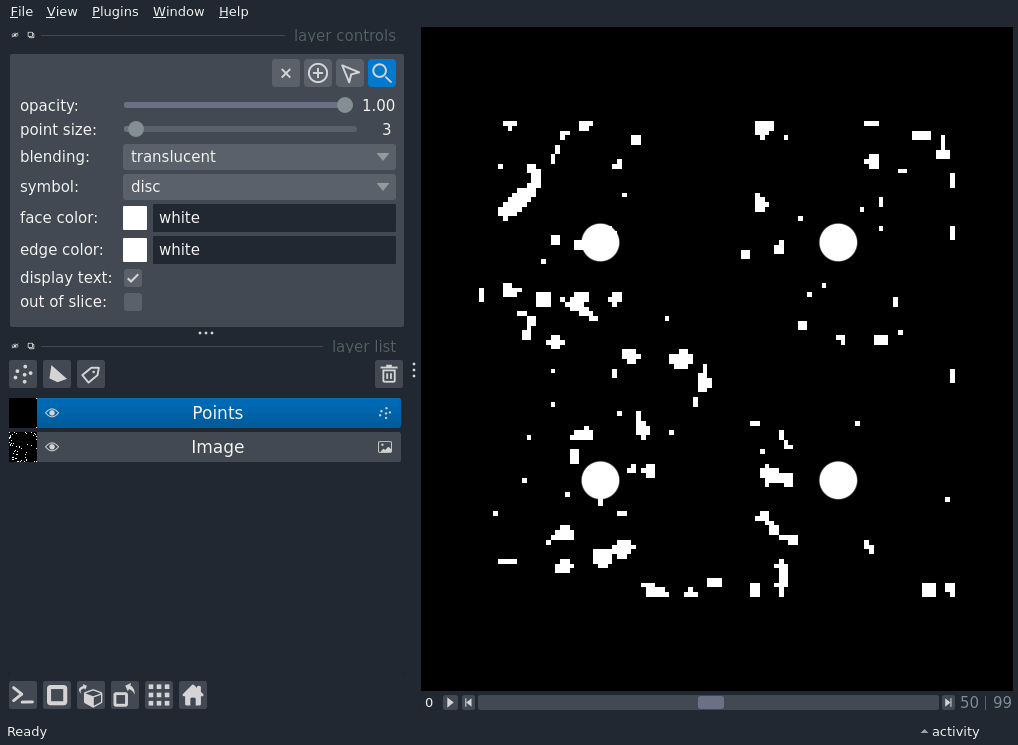 File View Plugins Window Help
layer controls
opacity: 1.00
point size: 3
blending: translucent
symbol: disc
face color: white
edge color: white
display text:
out of slice:
layer list
Points
Image
0 50 | 99
Ready activity